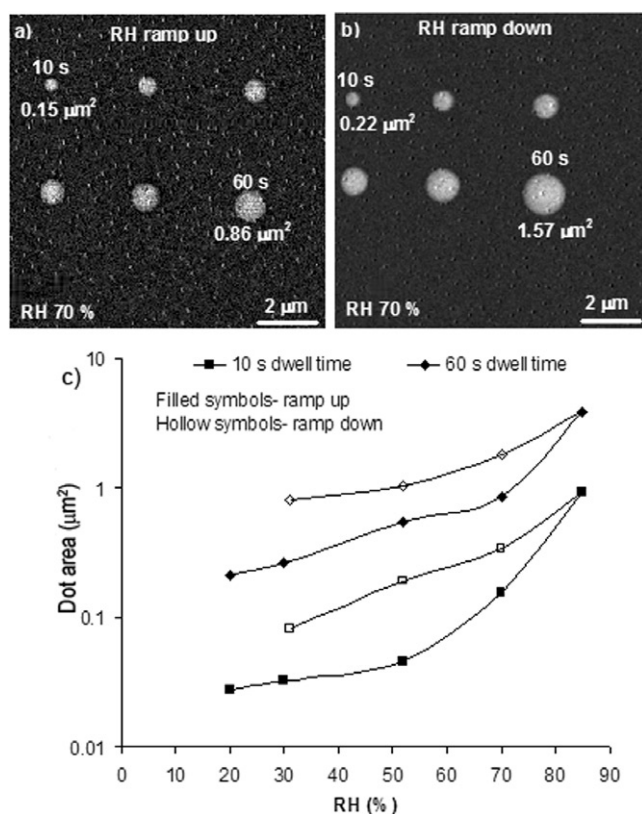 a) RH ramp up
10 s
0.15 μm²
60 s
0.86 μm²
RH 70 %
2 μm
b) RH ramp down
10 s
0.22 μm²
60 s
1.57 μm²
RH 70 %
2 μm
c)
10 s dwell time 60 s dwell time
Filled symbols- ramp up
Hollow symbols- ramp down
Dot area (μm²)
10
1
0.1
0.01
0 10 20 30 40 50 60 70 80 90
RH (%)